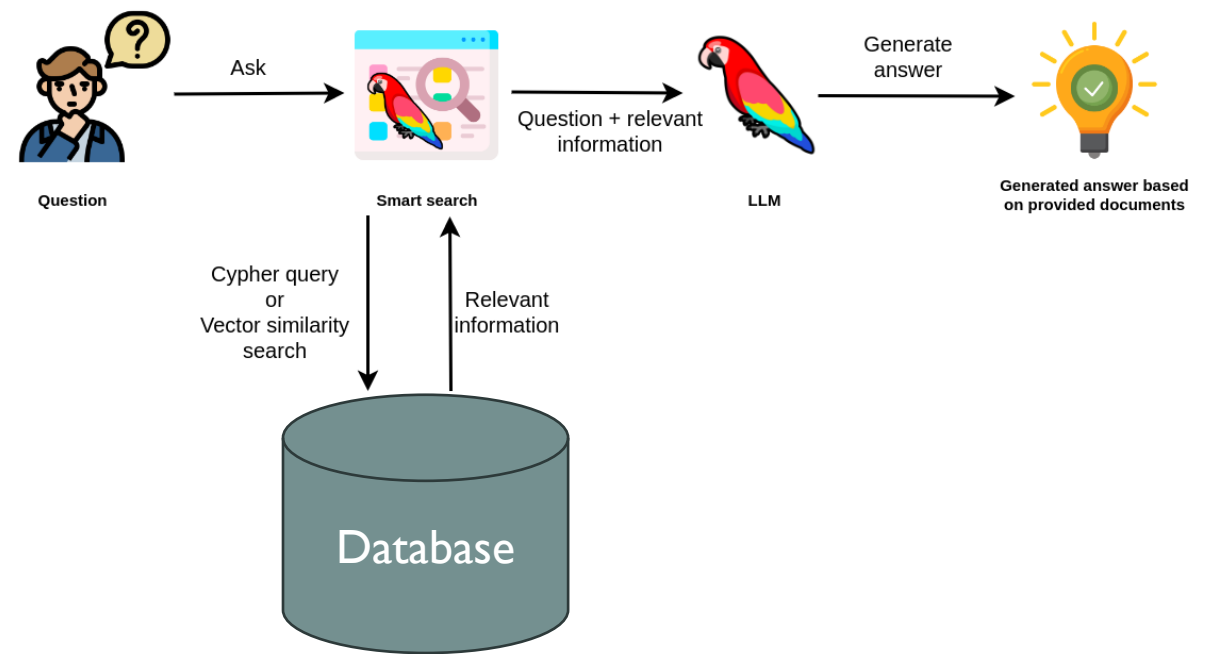 ?
Ask
Generate
answer
Question + relevant
information
Question
Smart search
LLM
Generated answer based
on provided documents
Cypher query
or
Vector similarity
search
Relevant
information
Database